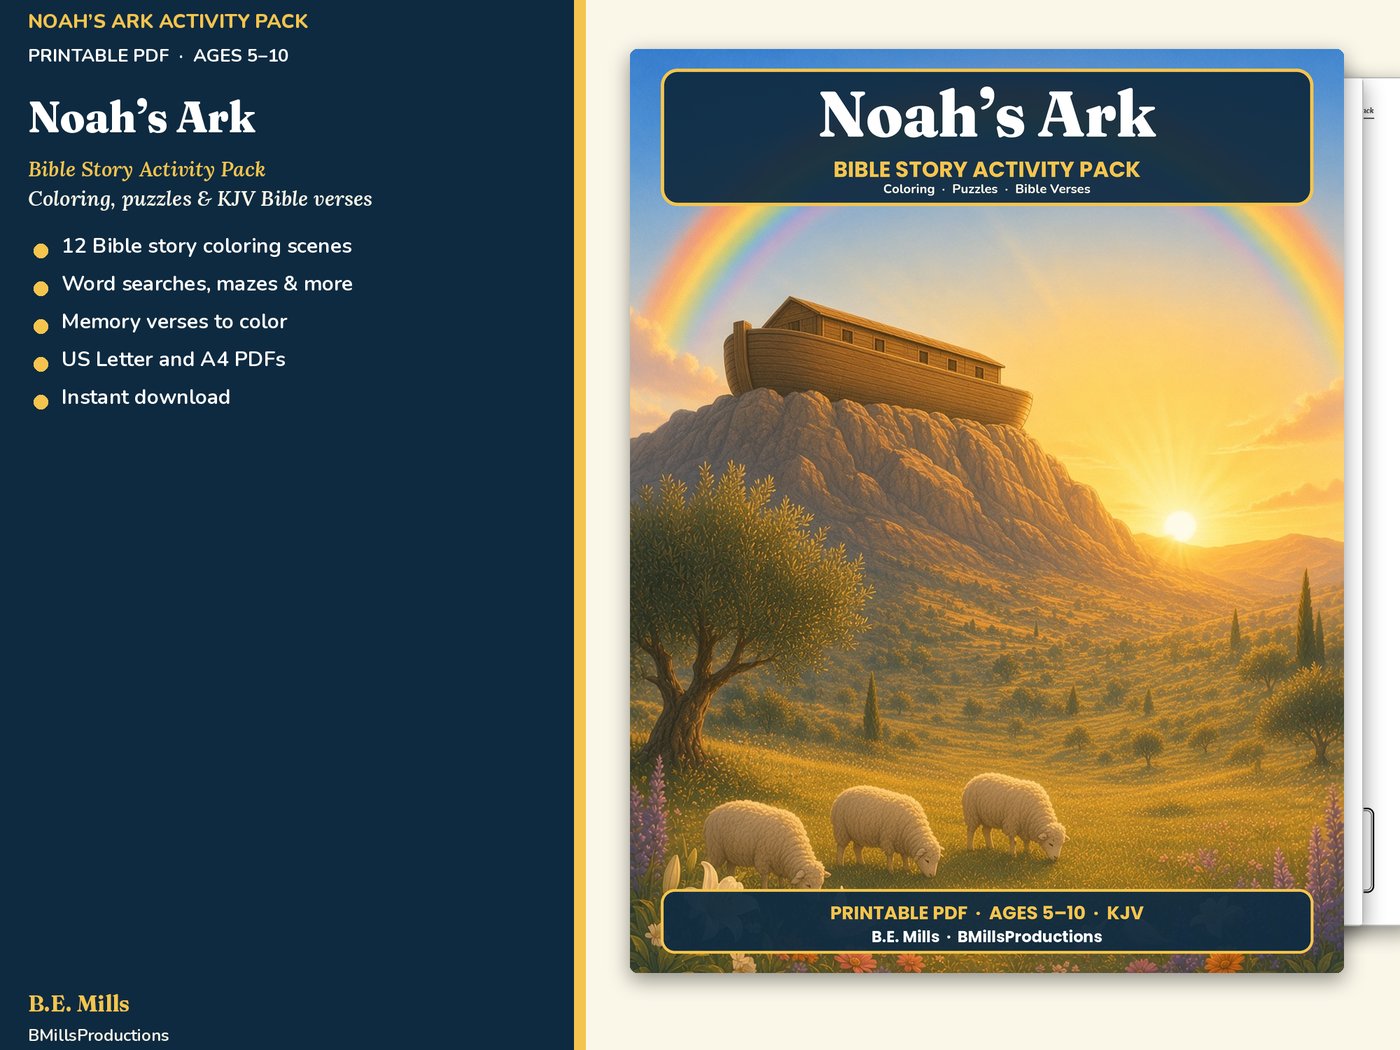 NOAH’S ARK ACTIVITY PACK
PRINTABLE PDF · AGES 5–10
Noah’s Ark
Bible Story Activity Pack
Coloring, puzzles & KJV Bible verses
12 Bible story coloring scenes
Word searches, mazes & more
Memory verses to color
US Letter and A4 PDFs
Instant download
B.E. Mills
BMillsProductions
Noah’s Ark
BIBLE STORY ACTIVITY PACK
Coloring · Puzzles · Bible Verses
PRINTABLE PDF · AGES 5–10 · KJV
B.E. Mills · BMillsProductions